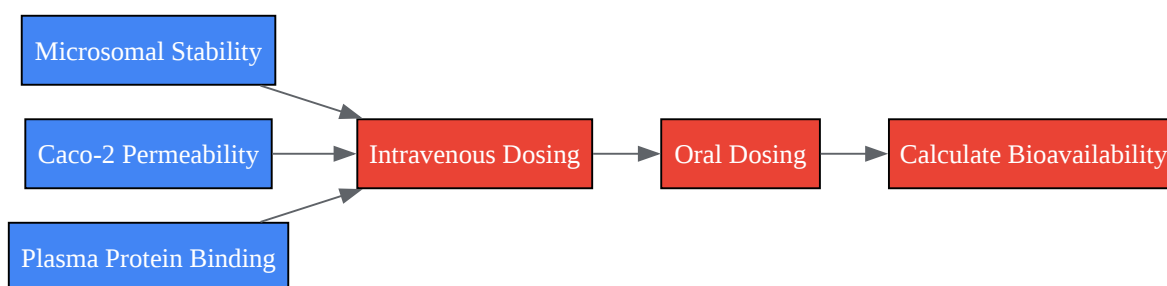 Microsomal Stability
Caco-2 Permeability
Intravenous Dosing
Oral Dosing
Calculate Bioavailability
Plasma Protein Binding